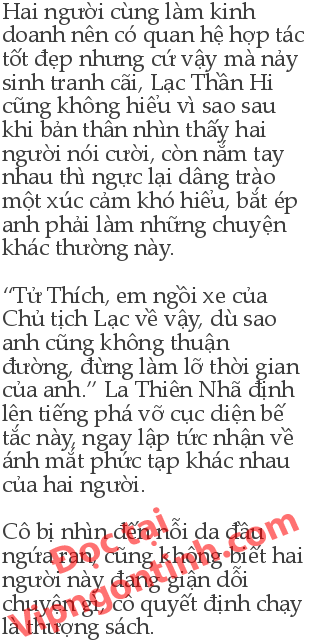 Hai người cùng làm kinh
doanh nên có quan hệ hợp tác
tốt đẹp nhưng cứ vậy mà nảy
sinh tranh cãi, Lạc Thần Hi
cũng không hiểu vì sao sau
khi bản thân nhìn thấy hai
người nói cười, còn nắm tay
nhau thì ngực lại dâng trào
một xúc cảm khó hiểu, bắt ép
anh phải làm những chuyện
khác thường này.
“Tử Thích, em ngồi xe của
Chủ tịch Lạc về vậy, dù sao
anh cũng không thuận
đường, đừng làm lỡ thời gian
của anh.” La Thiên Nhã định
lên tiếng phá vỡ cục diện bế
tắc này, ngay lập tức nhận về
ánh mắt phức tạp khác nhau
của hai người.
Cô bị nhìn đến nỗi da đầu
ngứa ran, cũng không biết hai
người này đang giận dỗi
chuyện gì, cô quyết định chạy
là thượng sách.
Đọc tại
Vipngontinh.com